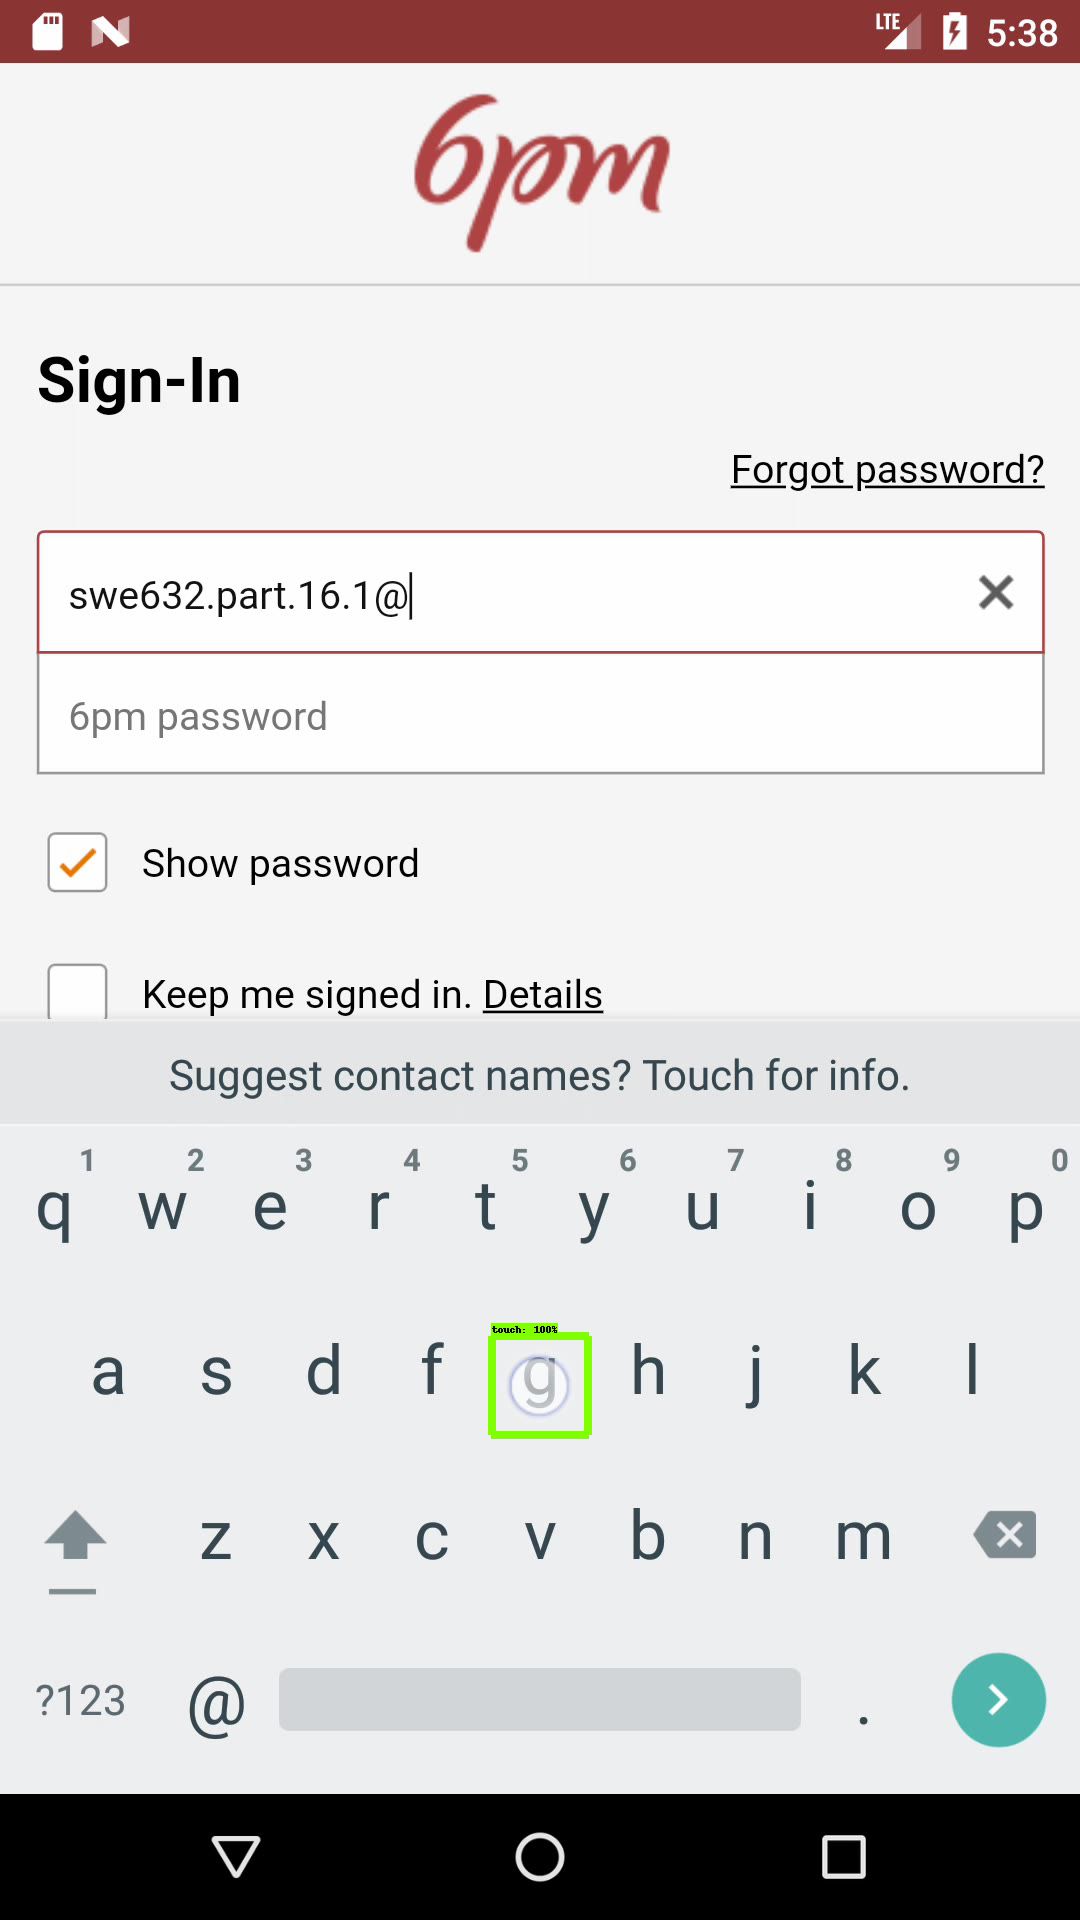 LTE 5:38
6pm
Sign-In
Forgot password?
swe632.part.16.1@
6pm password
Show password
Keep me signed in. Details
Suggest contact names? Touch for info.
1 2 3 4 5 6 7 8 9 0
q w e r t y u i o p
touch: 100%
a s d f g h j k l
z x c v b n m
?123 @ .